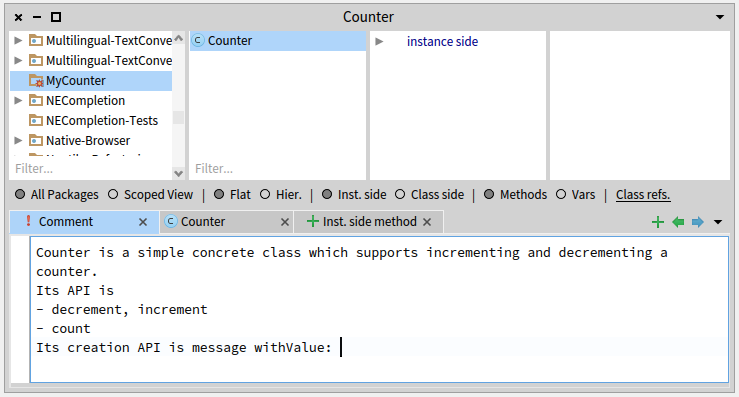 Counter
Multilingual-TextConve
Multilingual-TextConve
MyCounter
NECompletion
NECompletion-Tests
Native-Browser
Filter...
Counter
Filter...
instance side
All Packages Scoped View | Flat Hier. | Inst. side Class side | Methods Vars | Class refs.
! Comment × Counter × Inst. side method ×
Counter is a simple concrete class which supports incrementing and decrementing a
counter.
Its API is
- decrement, increment
- count
Its creation API is message withValue: